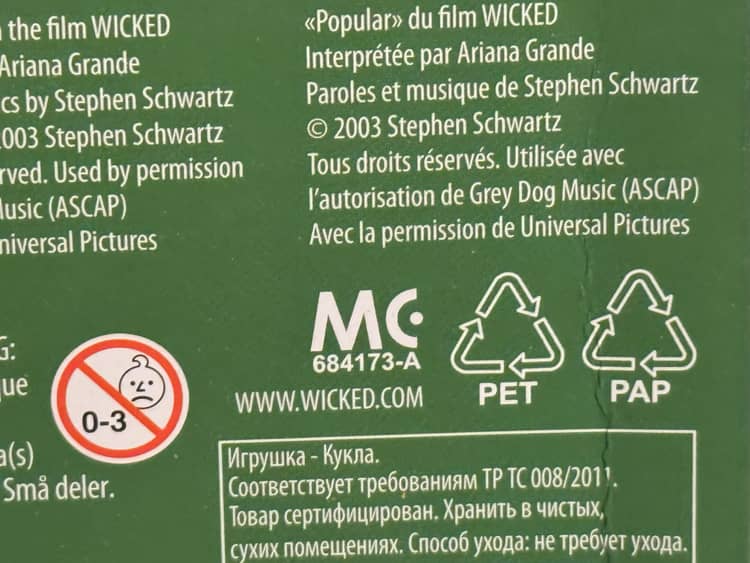 the film WICKED
Ariana Grande
cs by Stephen Schwartz
2003 Stephen Schwartz
rved. Used by permission
Music (ASCAP)
niversal Pictures
«Popular» du film WICKED
Interprétée par Ariana Grande
Paroles et musique de Stephen Schwartz
© 2003 Stephen Schwartz
Tous droits réservés. Utilisée avec
l’autorisation de Grey Dog Music (ASCAP)
Avec la permission de Universal Pictures
G:
que
0-3
a(s)
Små deler.
MC
684173-A
WWW.WICKED.COM
PET
PAP
Игрушка - Кукла.
Соответствует требованиям ТР ТС 008/2011.
Товар сертифицирован. Хранить в чистых,
сухих помещениях. Способ ухода: не требует ухода.